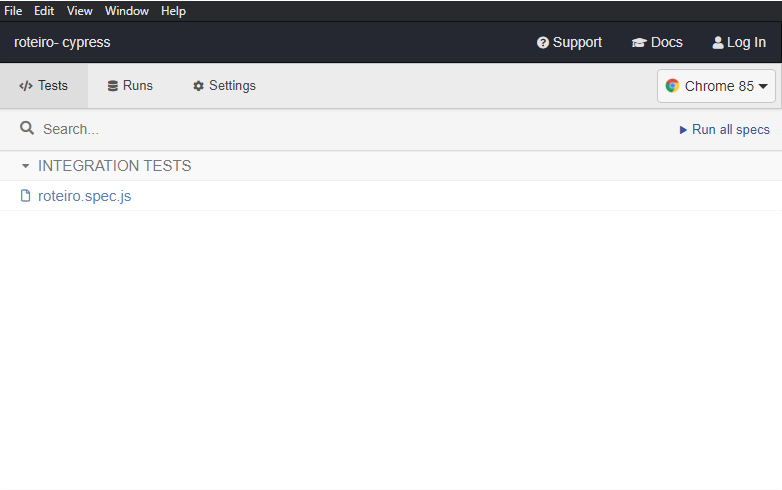 File Edit View Window Help
roteiro- cypress Support Docs Log In
Tests Runs Settings Chrome 85
Search... Run all specs
INTEGRATION TESTS
roteiro.spec.js